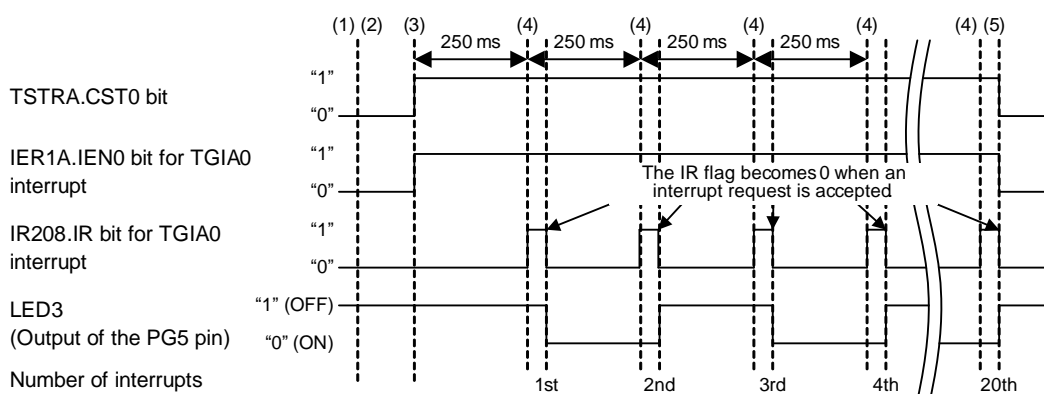 (1) (2) (3) (4) (4) (4) (4) (4) (5)
250 ms 250 ms 250 ms 250 ms
TSTRA.CST0 bit
“1”
“0”
IER1A.IEN0 bit for TGIA0
interrupt
“1”
“0”
The IR flag becomes 0 when an
interrupt request is accepted
IR208.IR bit for TGIA0
interrupt
“1”
“0”
LED3
(Output of the PG5 pin)
“1” (OFF)
“0” (ON)
Number of interrupts 1st 2nd 3rd 4th 20th